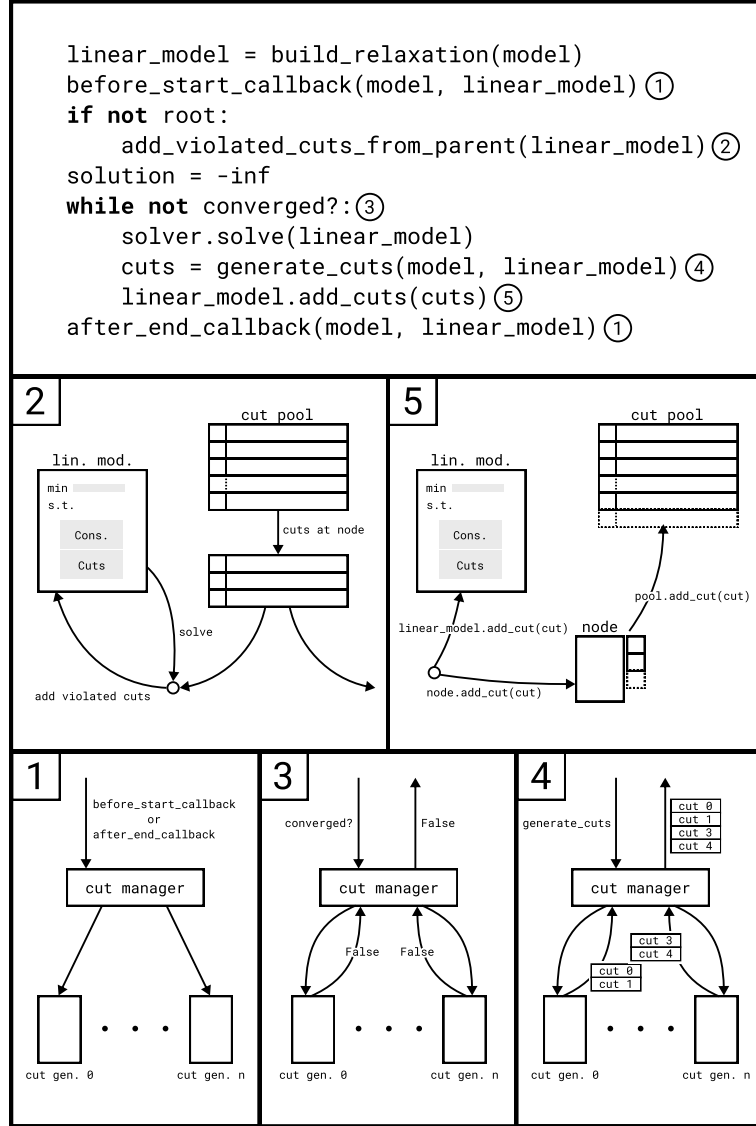 linear_model = build_relaxation(model)
before_start_callback(model, linear_model) 1
if not root:
add_violated_cuts_from_parent(linear_model) 2
solution = -inf
while not converged?: 3
solver.solve(linear_model)
cuts = generate_cuts(model, linear_model) 4
linear_model.add_cuts(cuts) 5
after_end_callback(model, linear_model) 1
2
cut pool
lin. mod.
min
s.t.
Cons.
Cuts
cuts at node
solve
add violated cuts
5
cut pool
lin. mod.
min
s.t.
Cons.
Cuts
pool.add_cut(cut)
linear_model.add_cut(cut)
node
node.add_cut(cut)
1
before_start_callback
or
after_end_callback
cut manager
cut gen. 0
cut gen. n
3
converged?
False
cut manager
False
False
cut gen. 0
cut gen. n
4
generate_cuts
cut 0
cut 1
cut 3
cut 4
cut manager
cut 3
cut 4
cut 0
cut 1
cut gen. 0
cut gen. n